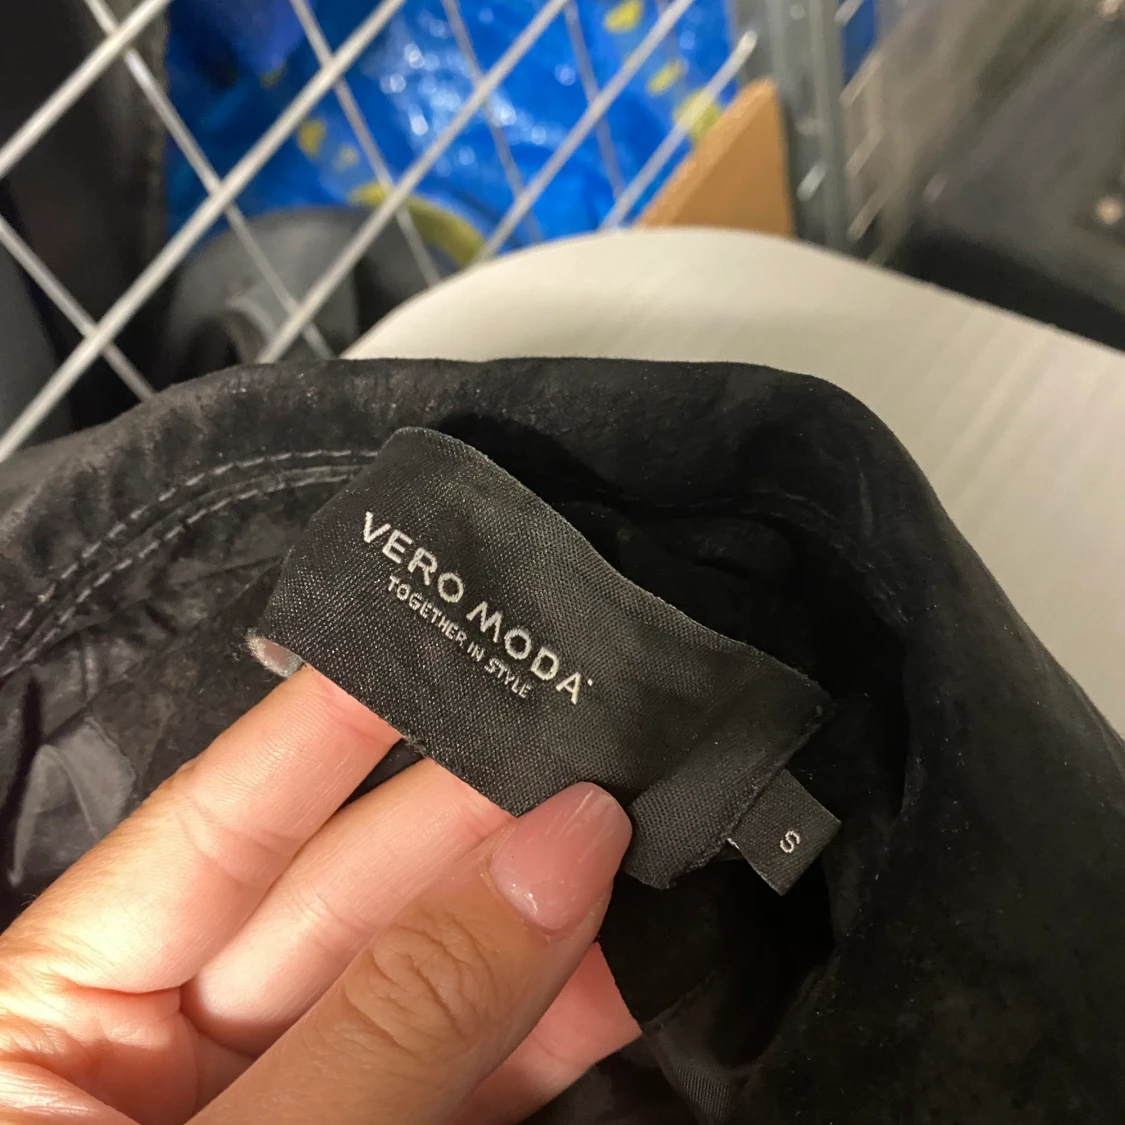 VERO MODA
TOGETHER IN STYLE
S